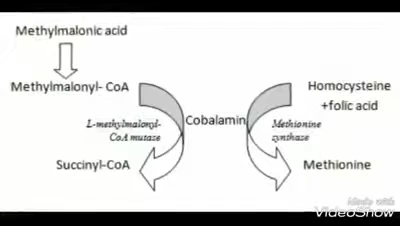 Methylmalonic acid
Methylmalonyl- CoA
Homocysteine
+folic acid
L-methylmalonyl-
CoA mutase
Cobalamin
Methionine
synthase
Succinyl-CoA
Methionine
Made with
VideoShow